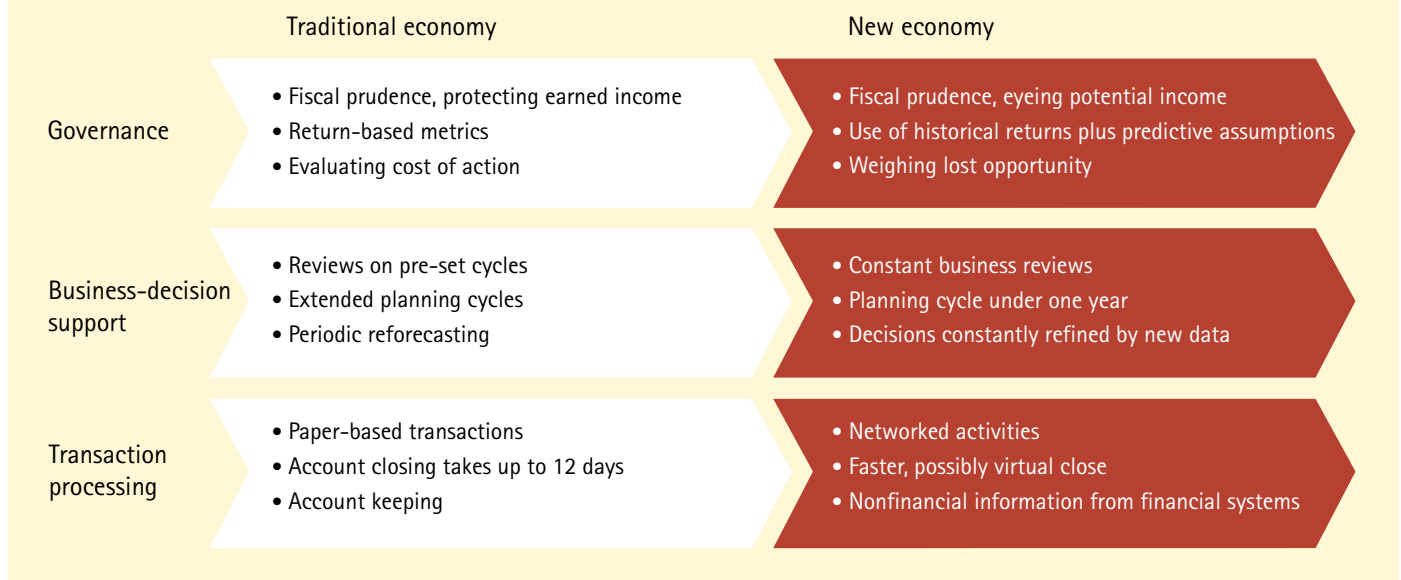 Traditional economy
New economy
Governance
• Fiscal prudence, protecting earned income
• Return-based metrics
• Evaluating cost of action
• Fiscal prudence, eyeing potential income
• Use of historical returns plus predictive assumptions
• Weighing lost opportunity
Business-decision
support
• Reviews on pre-set cycles
• Extended planning cycles
• Periodic reforecasting
• Constant business reviews
• Planning cycle under one year
• Decisions constantly refined by new data
Transaction
processing
• Paper-based transactions
• Account closing takes up to 12 days
• Account keeping
• Networked activities
• Faster, possibly virtual close
• Nonfinancial information from financial systems